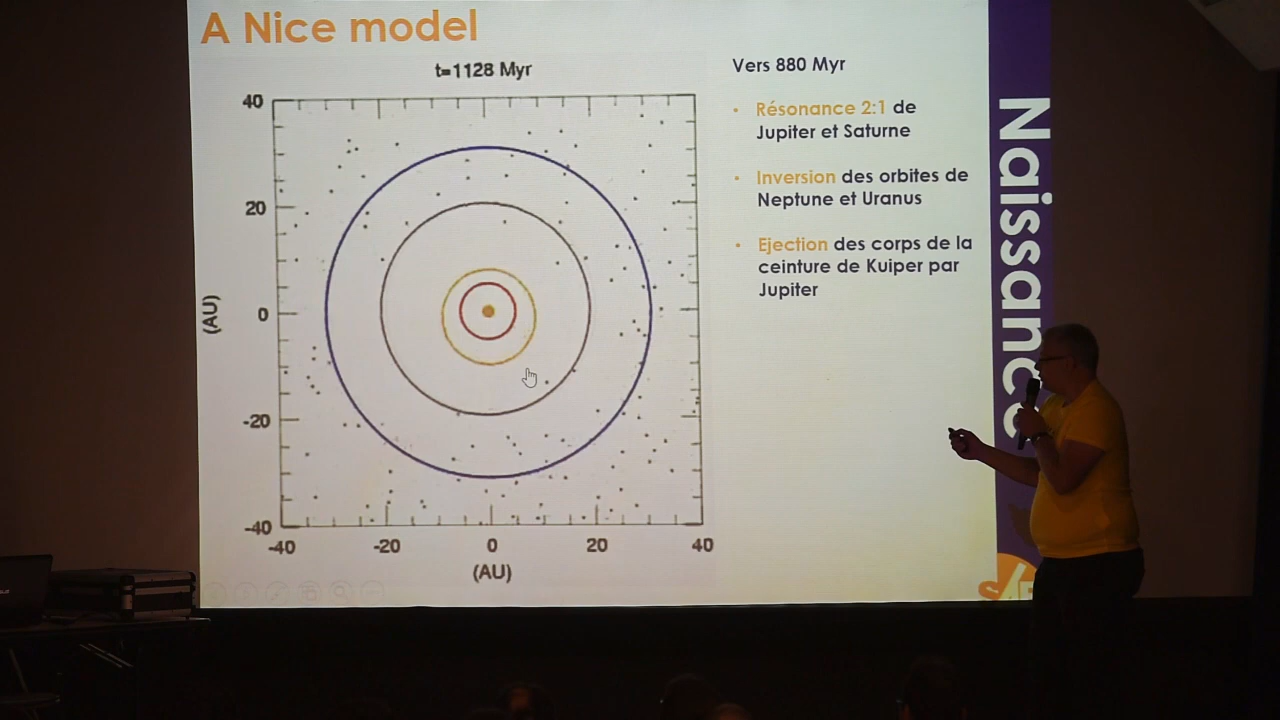 A Nice model
t=1128 Myr
40
20
0
-20
-40
(AU)
-40 -20 0 20 40
(AU)
Vers 880 Myr
• Résonance 2:1 de
Jupiter et Saturne
• Inversion des orbites de
Neptune et Uranus
• Ejection des corps de la
ceinture de Kuiper par
Jupiter
Naissance